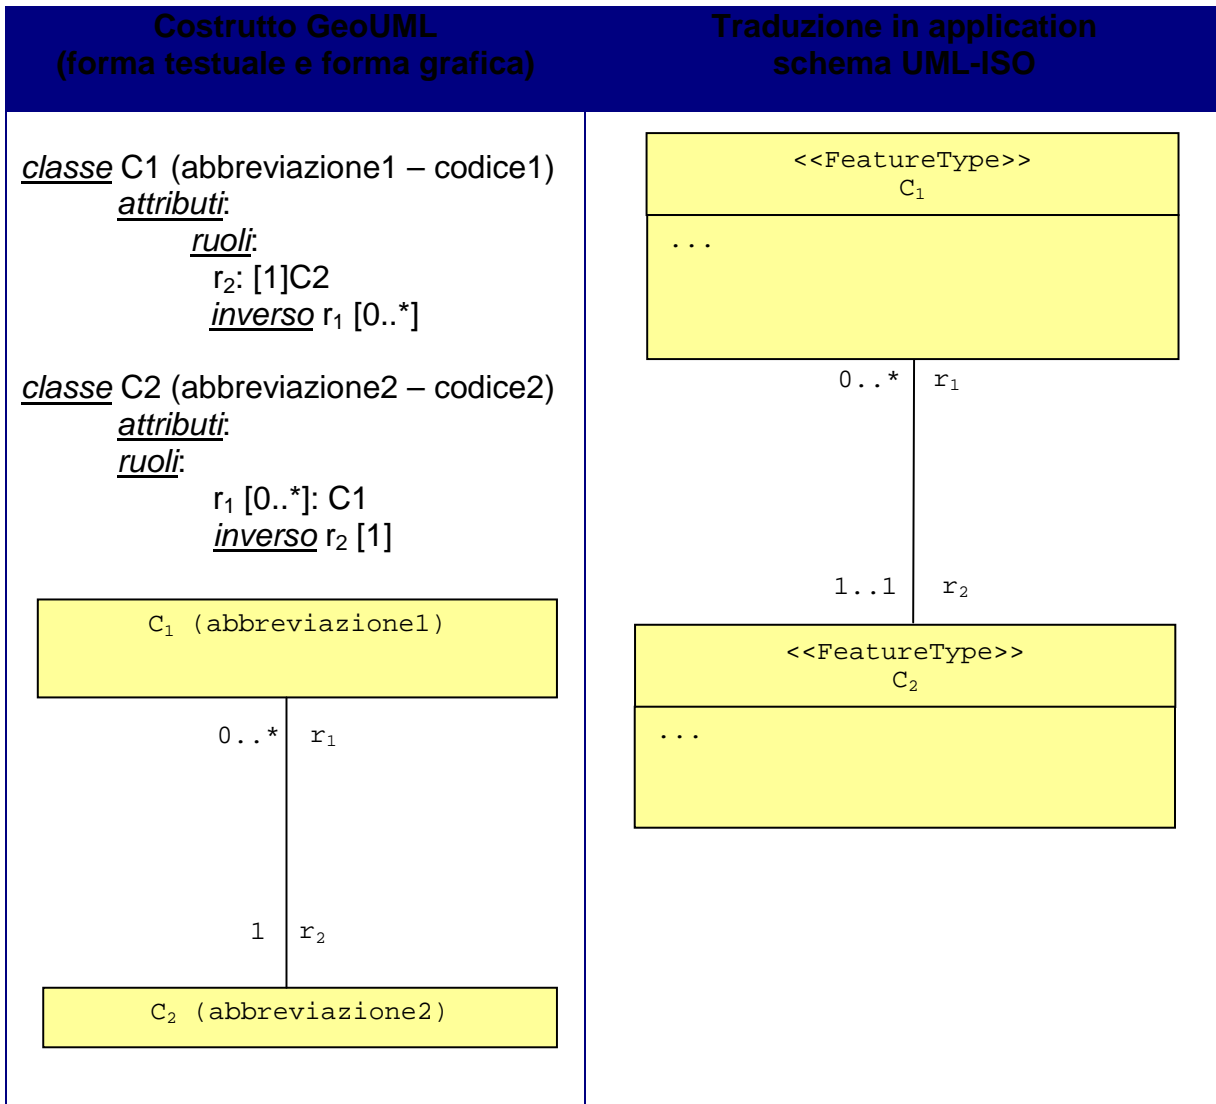 Costrutto GeoUML
(forma testuale e forma grafica)
Traduzione in application
schema UML-ISO
classe C1 (abbreviazione1 – codice1)
attributi:
ruoli:
r₂: [1]C2
inverso r₁ [0..*]
classe C2 (abbreviazione2 – codice2)
attributi:
ruoli:
r₁ [0..*]: C1
inverso r₂ [1]
C₁ (abbreviazione1)
0..* r₁
1 r₂
C₂ (abbreviazione2)
<<FeatureType>>
C₁
...
0..* r₁
1..1 r₂
<<FeatureType>>
C₂
...